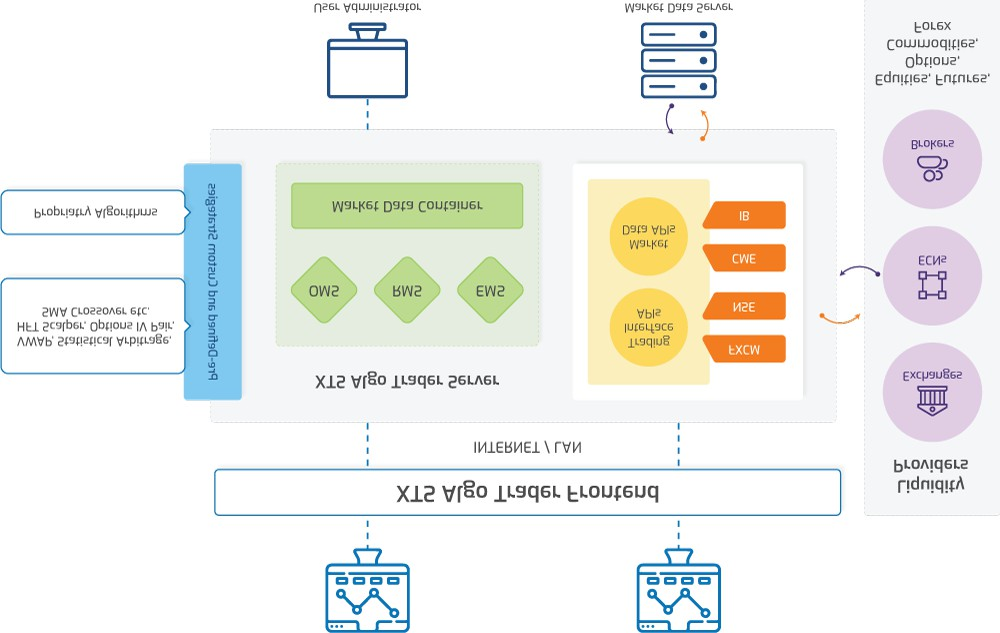 XTS Algo Trader Frontend
INTERNET / LAN
Pre-Defined and Custom Strategies
VWAP, Statistical Arbitrage,
HFT Scalper, Options IV Pair,
SMA Crossover etc.
Propriatry Algorithms
XTS Algo Trader Server
OMS
RMS
EMS
Market Data Container
Trading
Interface
APIs
Market
Data APIs
FXCM
NSE
CME
IB
Liquidity
Providers
Exchanges
ECNs
Brokers
Equities, Futures,
Options,
Commodities,
Forex
User Administrator
Market Data Server